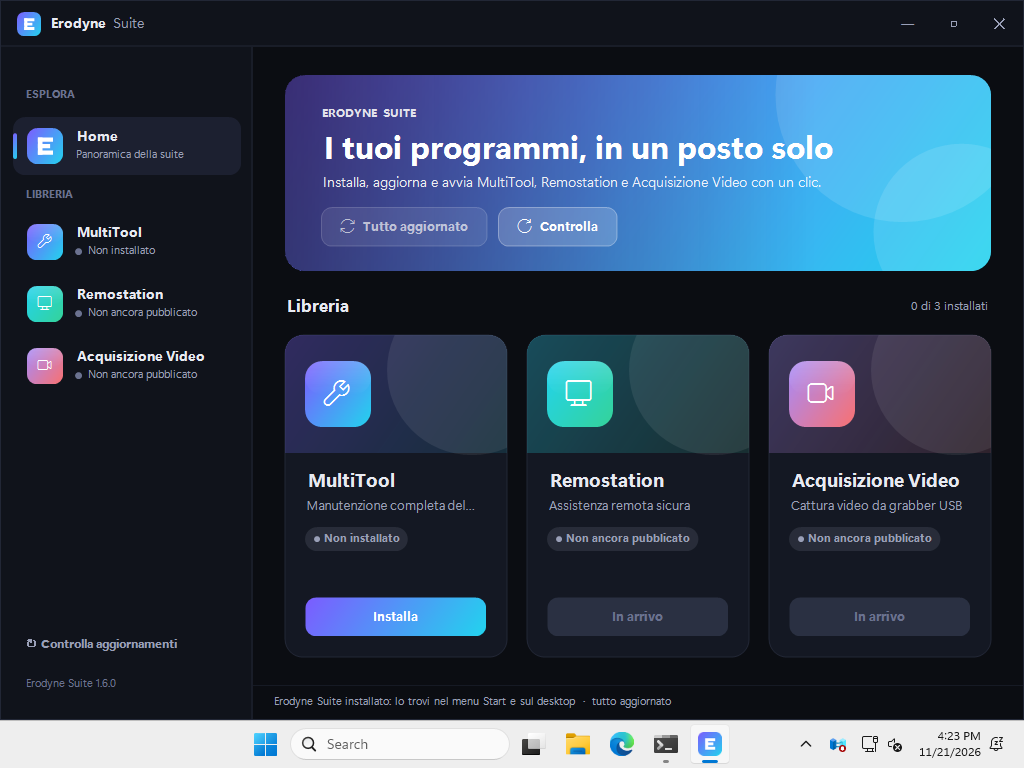 E Erodyne Suite
ESPLORA
E Home
Panoramica della suite
LIBRERIA
MultiTool
Non installato
Remostation
Non ancora pubblicato
Acquisizione Video
Non ancora pubblicato
Controlla aggiornamenti
Erodyne Suite 1.6.0
ERODYNE SUITE
I tuoi programmi, in un posto solo
Installa, aggiorna e avvia MultiTool, Remostation e Acquisizione Video con un clic.
Tutto aggiornato Controlla
Libreria 0 di 3 installati
MultiTool
Manutenzione completa del...
Non installato
Installa
Remostation
Assistenza remota sicura
Non ancora pubblicato
In arrivo
Acquisizione Video
Cattura video da grabber USB
Non ancora pubblicato
In arrivo
Erodyne Suite installato: lo trovi nel menu Start e sul desktop · tutto aggiornato
Search
E
4:23 PM
11/21/2026